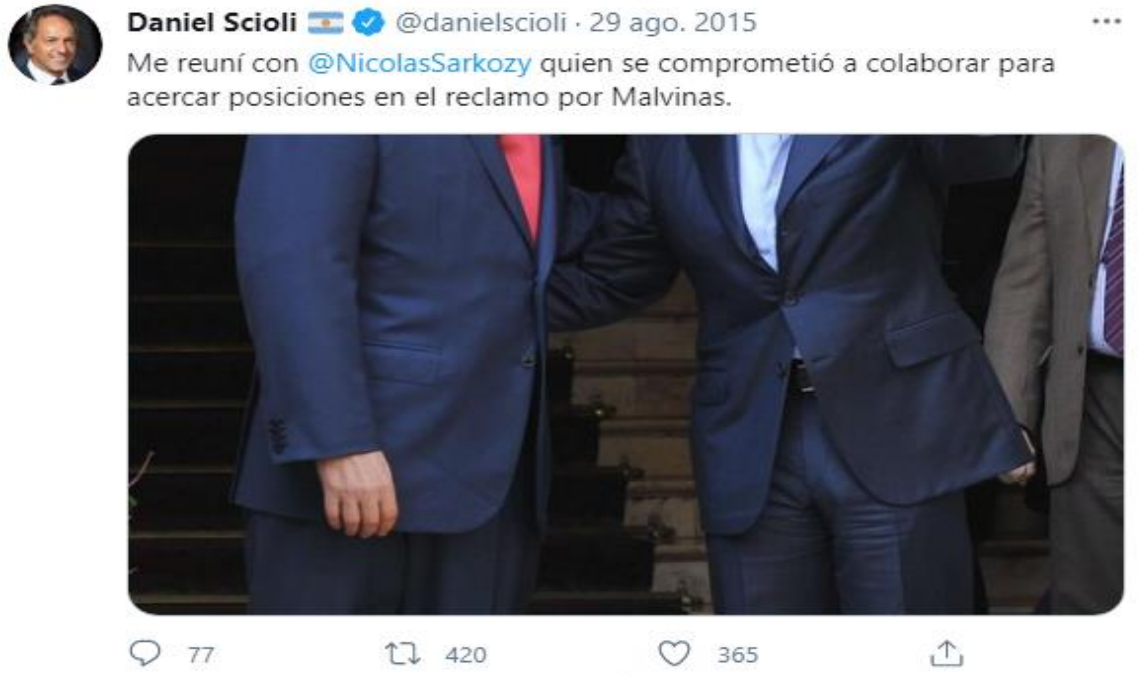 Daniel Scioli @danielscioli · 29 ago. 2015
Me reuní con @NicolasSarkozy quien se comprometió a colaborar para
acercar posiciones en el reclamo por Malvinas.
77 420 365